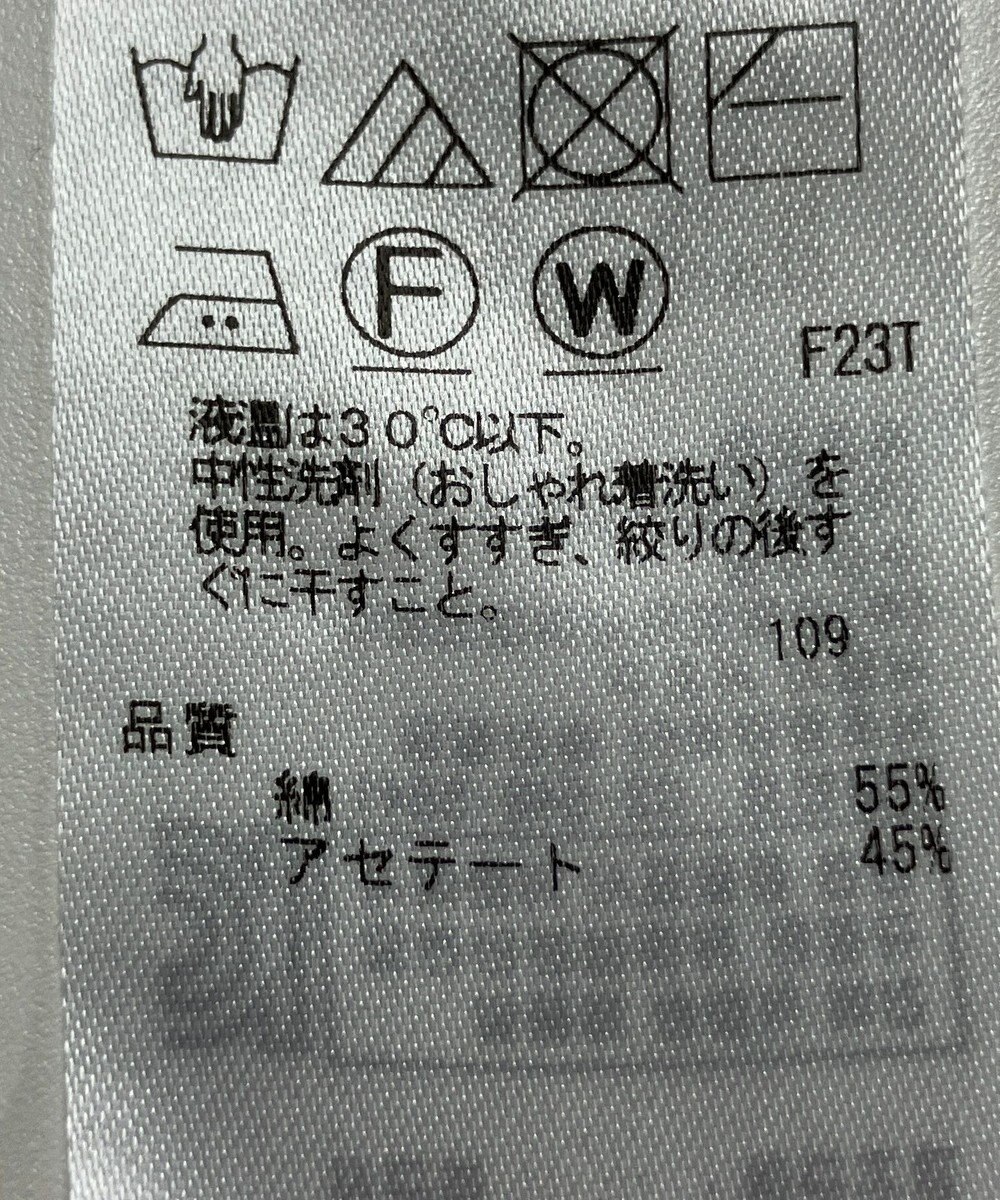 F
W
F23T
液温は30℃以下。
中性洗剤（おしゃれ着洗い）を
使用。よくすすぎ、絞りの後す
ぐに干すこと。
109
品質
綿 55%
アセテート 45%